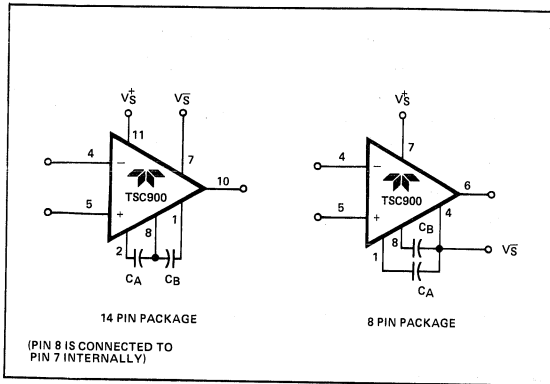 V+S V−S
11
4
−
7
TSC900
10
5
+
8
1
2
CA CB
14 PIN PACKAGE
(PIN 8 IS CONNECTED TO
PIN 7 INTERNALLY)
V+S
7
4
−
6
TSC900
5
+
4
CB
8
1
V−S
CA
8 PIN PACKAGE